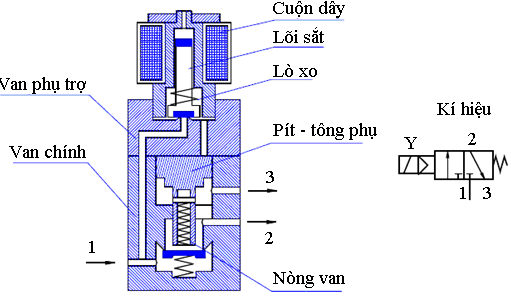 Cuộn dây
Lõi sắt
Lò xo
Van phụ trợ
Kí hiệu
Pít - tông phụ
Van chính
Y
2
1
3
3
2
1
Nòng van